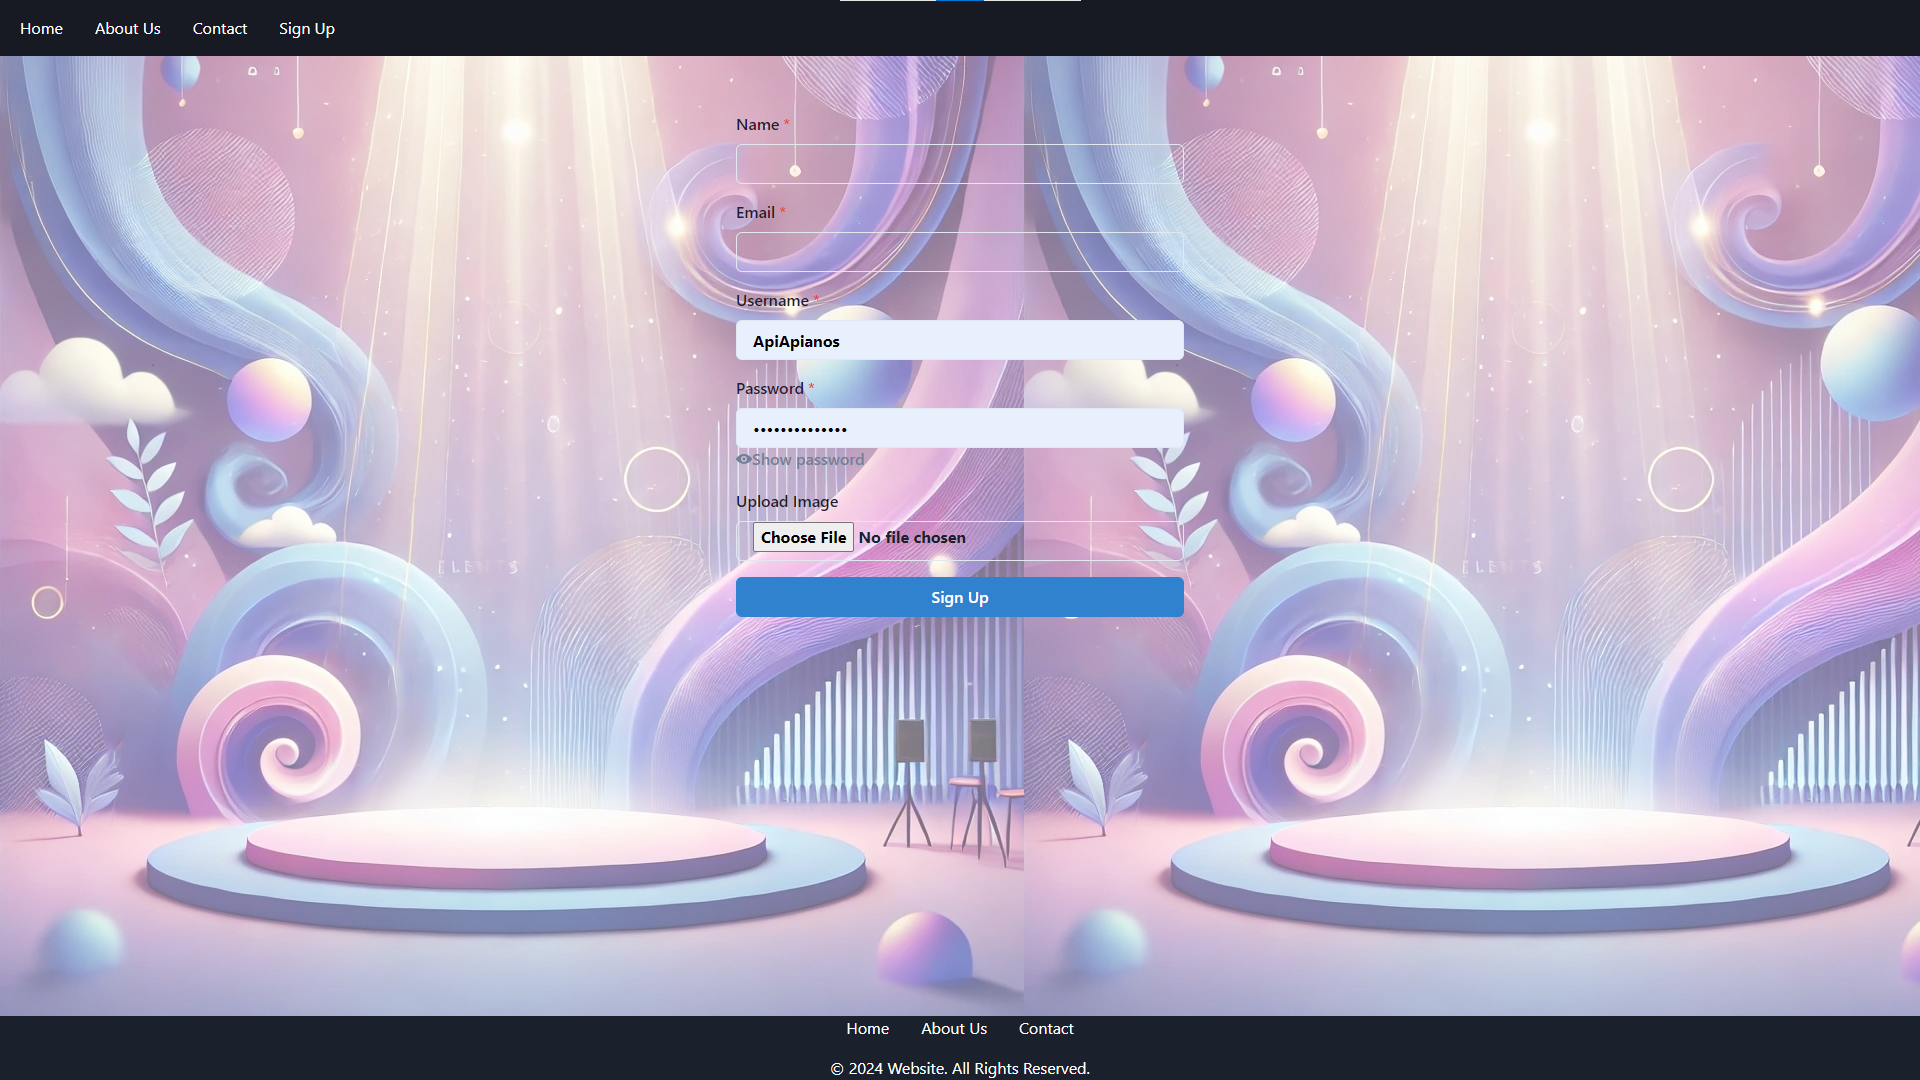 Home About Us Contact Sign Up
Name *
Email *
Username *
ApiApianos
Password *
••••••••••••••
Show password
Upload Image
Choose File No file chosen
Sign Up
Home About Us Contact
© 2024 Website. All Rights Reserved.